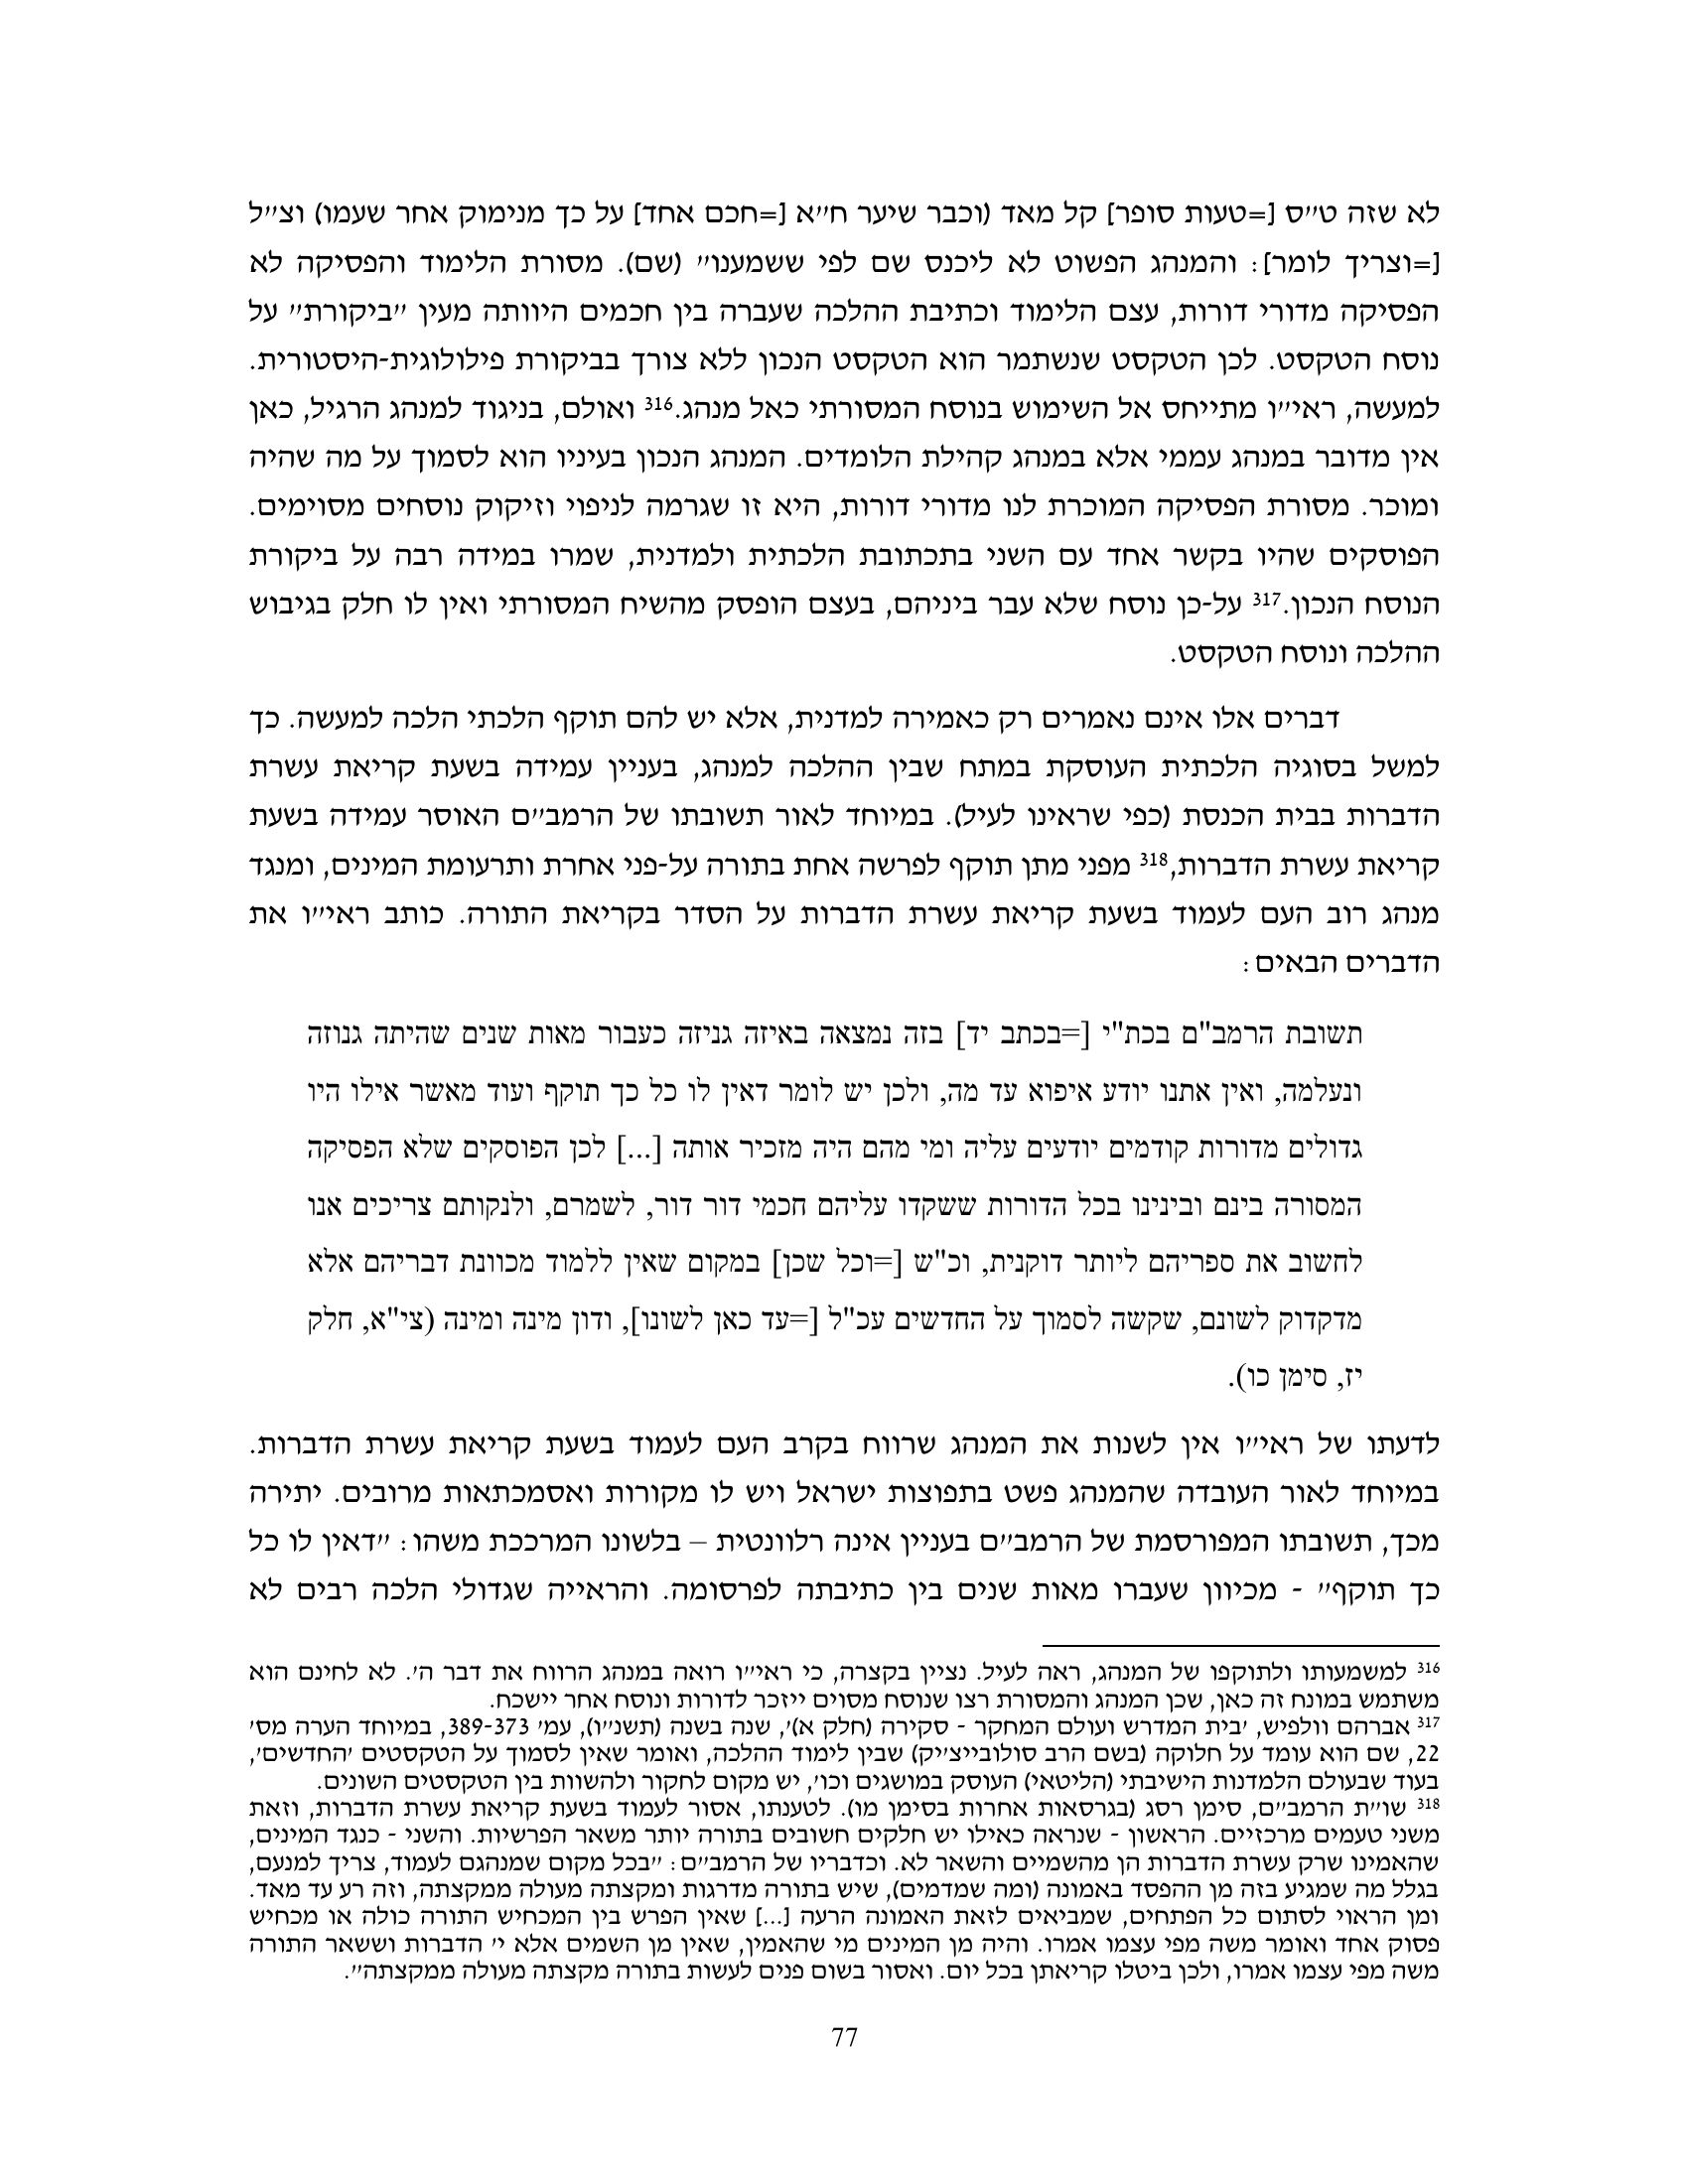 לא שזה ט״ס [=טעות סופר] קל מאד (וכבר שיער ח״א [=חכם אחד] על כך מנימוק אחר שעמו) וצ״ל
[=וצריך לומר]: והמנהג הפשוט לא ליכנס שם לפי ששמענו״ (שם). מסורת הלימוד והפסיקה לא
הפסיקה מדורי דורות, עצם הלימוד וכתיבת ההלכה שעברה בין חכמים היוותה מעין ״ביקורת״ על
נוסח הטקסט. לכן הטקסט שנשתמר הוא הטקסט הנכון ללא צורך בביקורת פילולוגית-היסטורית.
למעשה, ראי״ו מתייחס אל השימוש בנוסח המסורתי כאל מנהג.316 ואולם, בניגוד למנהג הרגיל, כאן
אין מדובר במנהג עממי אלא במנהג קהילת הלומדים. המנהג הנכון בעיניו הוא לסמוך על מה שהיה
ומוכר. מסורת הפסיקה המוכרת לנו מדורי דורות, היא זו שגרמה לניפוי וזיקוק נוסחים מסוימים.
הפוסקים שהיו בקשר אחד עם השני בתכתובת הלכתית ולמדנית, שמרו במידה רבה על ביקורת
הנוסח הנכון.317 על-כן נוסח שלא עבר ביניהם, בעצם הופסק מהשיח המסורתי ואין לו חלק בגיבוש
ההלכה ונוסח הטקסט.
דברים אלו אינם נאמרים רק כאמירה למדנית, אלא יש להם תוקף הלכתי הלכה למעשה. כך
למשל בסוגיה הלכתית העוסקת במתח שבין ההלכה למנהג, בעניין עמידה בשעת קריאת עשרת
הדברות בבית הכנסת (כפי שראינו לעיל). במיוחד לאור תשובתו של הרמב״ם האוסר עמידה בשעת
קריאת עשרת הדברות,318 מפני מתן תוקף לפרשה אחת בתורה על-פני אחרת ותרעומת המינים, ומנגד
מנהג רוב העם לעמוד בשעת קריאת עשרת הדברות על הסדר בקריאת התורה. כותב ראי״ו את
הדברים הבאים:
תשובת הרמב"ם בכת"י [=בכתב יד] בזה נמצאה באיזה גניזה כעבור מאות שנים שהיתה גנוזה
ונעלמה, ואין אתנו יודע איפוא עד מה, ולכן יש לומר דאין לו כל כך תוקף ועוד מאשר אילו היו
גדולים מדורות קודמים יודעים עליה ומי מהם היה מזכיר אותה [...] לכן הפוסקים שלא הפסיקה
המסורה בינם ובינינו בכל הדורות ששקדו עליהם חכמי דור דור, לשמרם, ולנקותם צריכים אנו
לחשוב את ספריהם ליותר דוקנית, וכ"ש [=וכל שכן] במקום שאין ללמוד מכוונת דבריהם אלא
מדקדוק לשונם, שקשה לסמוך על החדשים עכ"ל [=עד כאן לשונו], ודון מינה ומינה (צי"א, חלק
יז, סימן כו).
לדעתו של ראי״ו אין לשנות את המנהג שרווח בקרב העם לעמוד בשעת קריאת עשרת הדברות.
במיוחד לאור העובדה שהמנהג פשט בתפוצות ישראל ויש לו מקורות ואסמכתאות מרובים. יתירה
מכך, תשובתו המפורסמת של הרמב״ם בעניין אינה רלוונטית – בלשונו המרככת משהו: ״דאין לו כל
כך תוקף״ - מכיוון שעברו מאות שנים בין כתיבתה לפרסומה. והראייה שגדולי הלכה רבים לא
316 למשמעותו ולתוקפו של המנהג, ראה לעיל. נציין בקצרה, כי ראי״ו רואה במנהג הרווח את דבר ה׳. לא לחינם הוא
משתמש במונח זה כאן, שכן המנהג והמסורת רצו שנוסח מסוים ייזכר לדורות ונוסח אחר יישכח.
317 אברהם וולפיש, ׳בית המדרש ועולם המחקר - סקירה (חלק א)׳, שנה בשנה (תשנ״ו), עמ׳ 389-373, במיוחד הערה מס׳
22, שם הוא עומד על חלוקה (בשם הרב סולובייצ׳יק) שבין לימוד ההלכה, ואומר שאין לסמוך על הטקסטים ׳החדשים׳,
בעוד שבעולם הלמדנות הישיבתי (הליטאי) העוסק במושגים וכו׳, יש מקום לחקור ולהשוות בין הטקסטים השונים.
318 שו״ת הרמב״ם, סימן רסג (בגרסאות אחרות בסימן מו). לטענתו, אסור לעמוד בשעת קריאת עשרת הדברות, וזאת
משני טעמים מרכזיים. הראשון - שנראה כאילו יש חלקים חשובים בתורה יותר משאר הפרשיות. והשני - כנגד המינים,
שהאמינו שרק עשרת הדברות הן מהשמיים והשאר לא. וכדבריו של הרמב״ם: ״בכל מקום שמנהגם לעמוד, צריך למנעם,
בגלל מה שמגיע בזה מן ההפסד באמונה (ומה שמדמים), שיש בתורה מדרגות ומקצתה מעולה ממקצתה, וזה רע עד מאד.
ומן הראוי לסתום כל הפתחים, שמביאים לזאת האמונה הרעה [...] שאין הפרש בין המכחיש התורה כולה או מכחיש
פסוק אחד ואומר משה מפי עצמו אמרו. והיה מן המינים מי שהאמין, שאין מן השמים אלא י׳ הדברות וששאר התורה
משה מפי עצמו אמרו, ולכן ביטלו קריאתן בכל יום. ואסור בשום פנים לעשות בתורה מקצתה מעולה ממקצתה״.
77